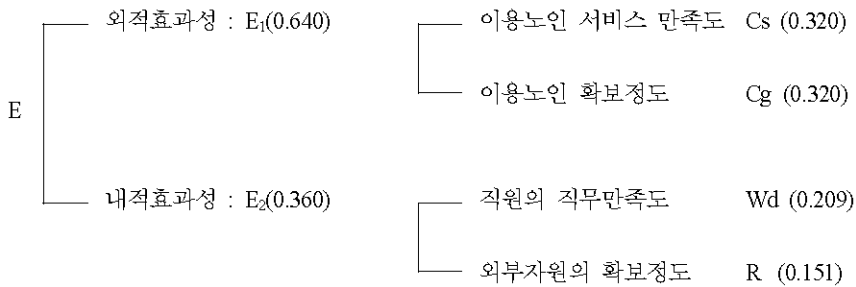 외적효과성 : E₁(0.640) 이용노인 서비스 만족도 Cs (0.320)
이용노인 확보정도 Cg (0.320)
E
내적효과성 : E₂(0.360) 직원의 직무만족도 Wd (0.209)
외부자원의 확보정도 R (0.151)